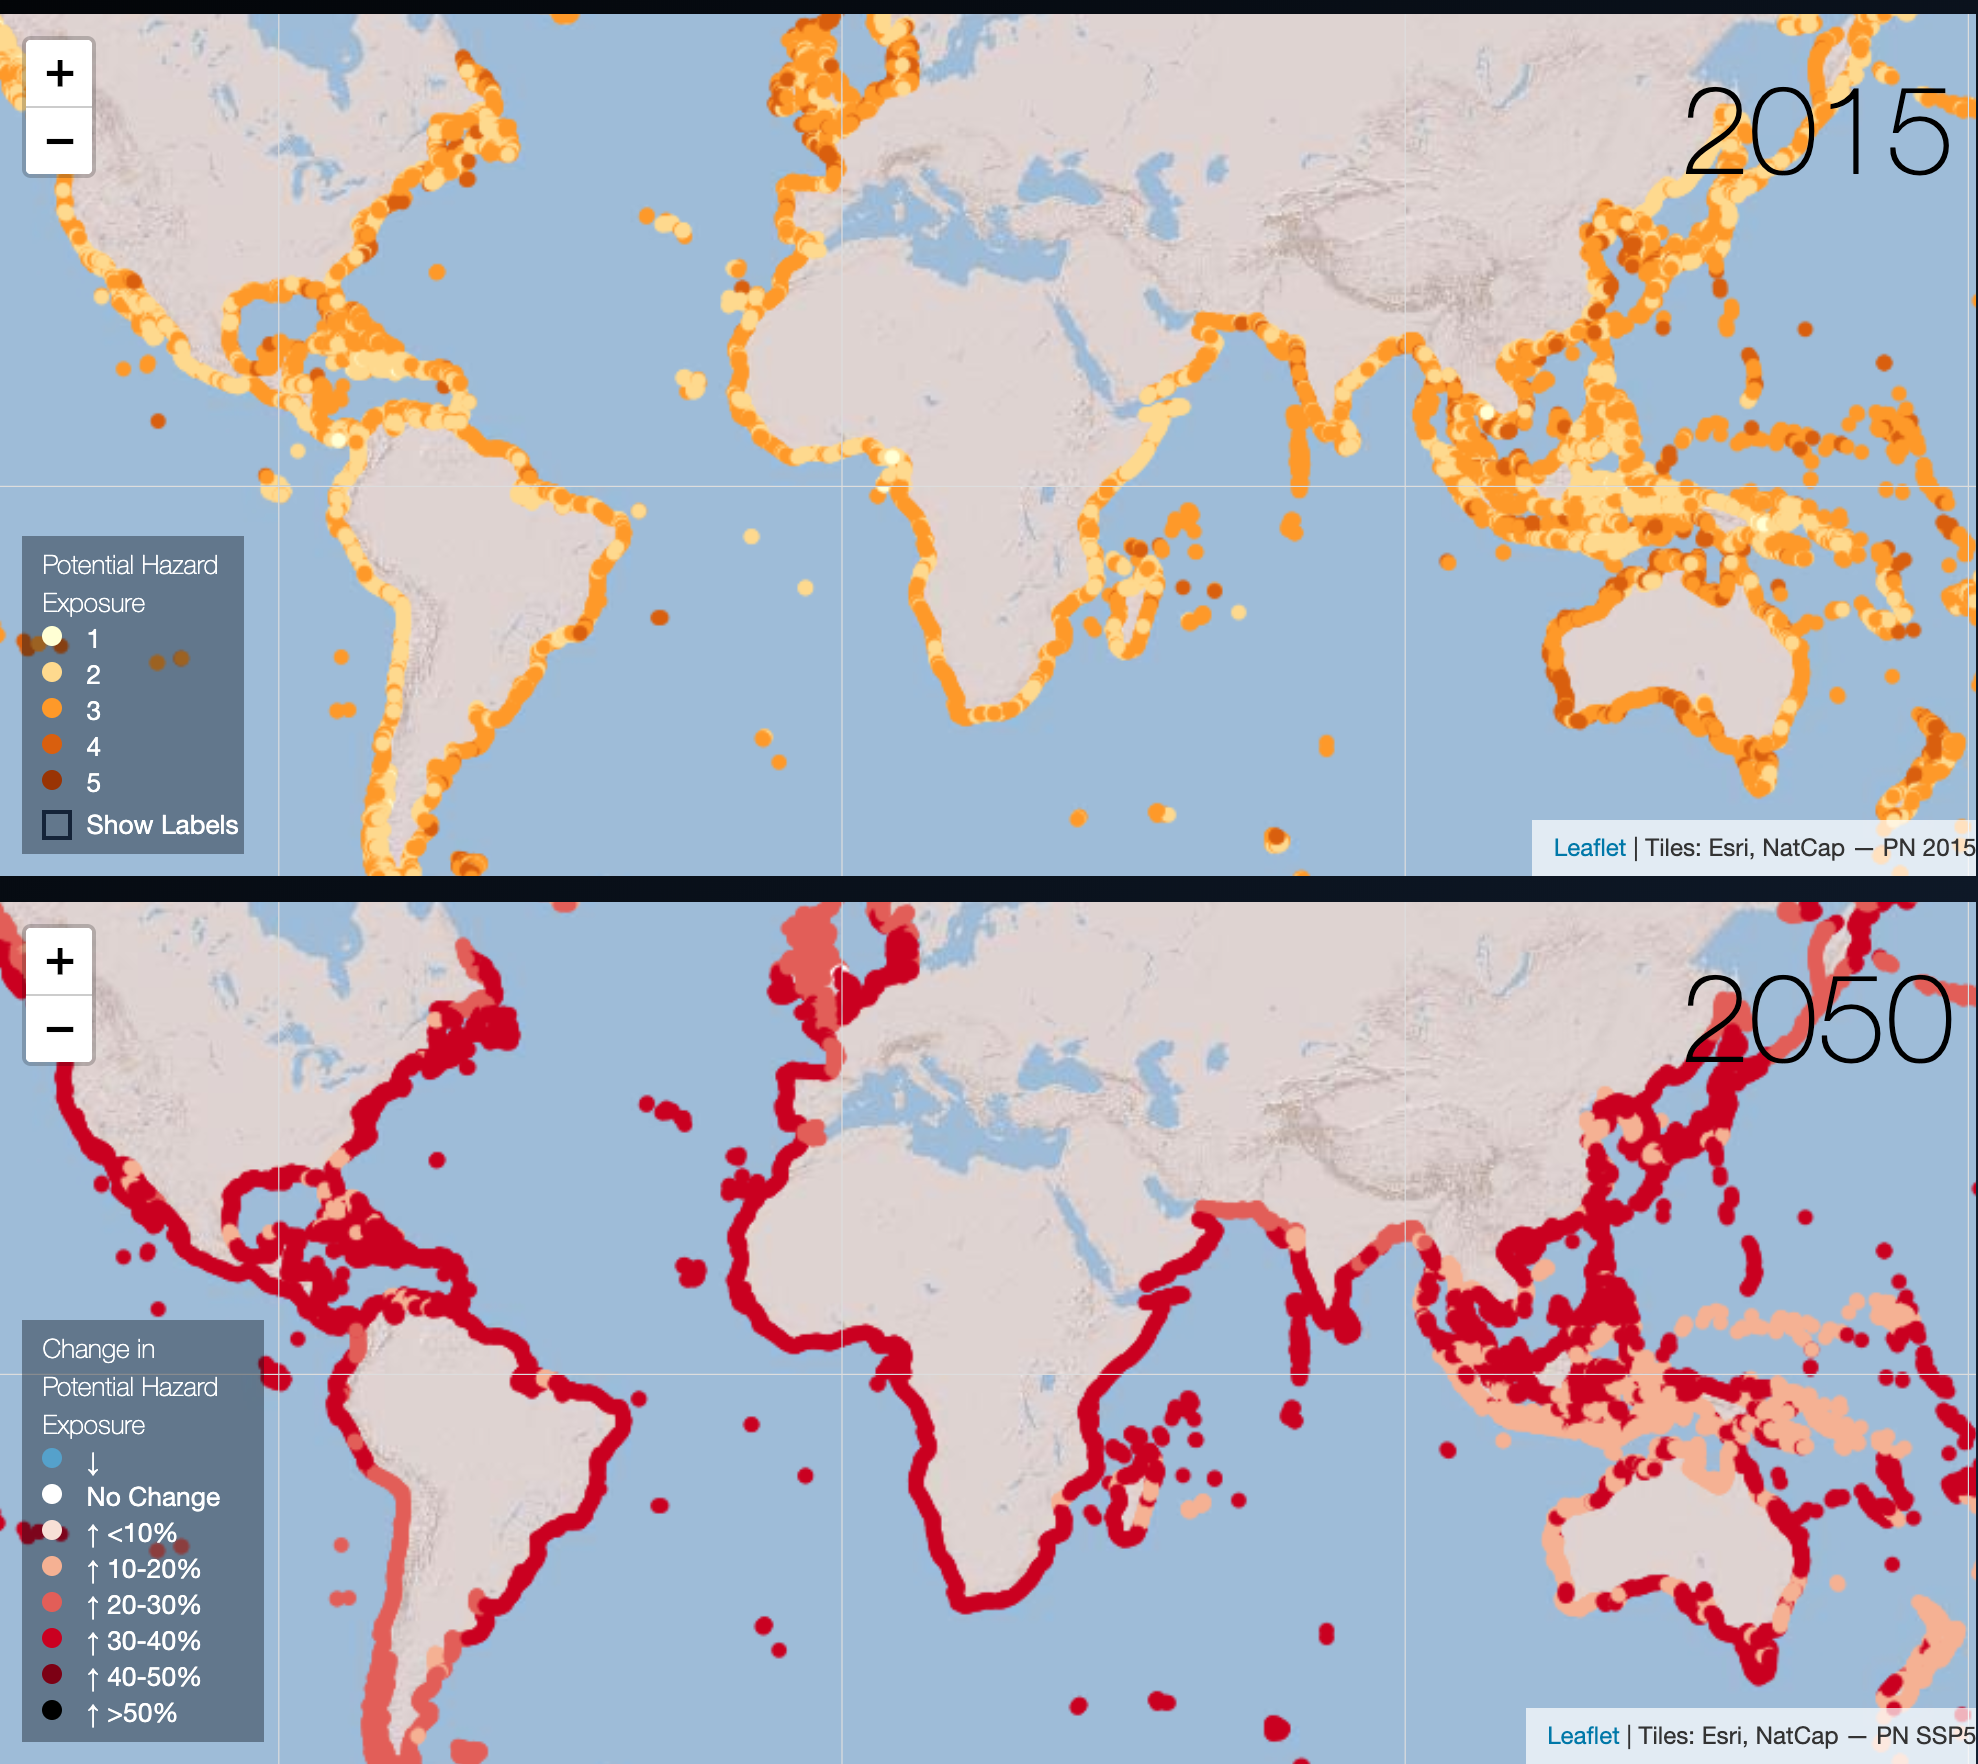 +
−
2015
Potential Hazard
Exposure
1
2
3
4
5
Show Labels
Leaflet | Tiles: Esri, NatCap — PN 2015
+
−
2050
Change in
Potential Hazard
Exposure
↓
No Change
↑ <10%
↑ 10-20%
↑ 20-30%
↑ 30-40%
↑ 40-50%
↑ >50%
Leaflet | Tiles: Esri, NatCap — PN SSP5